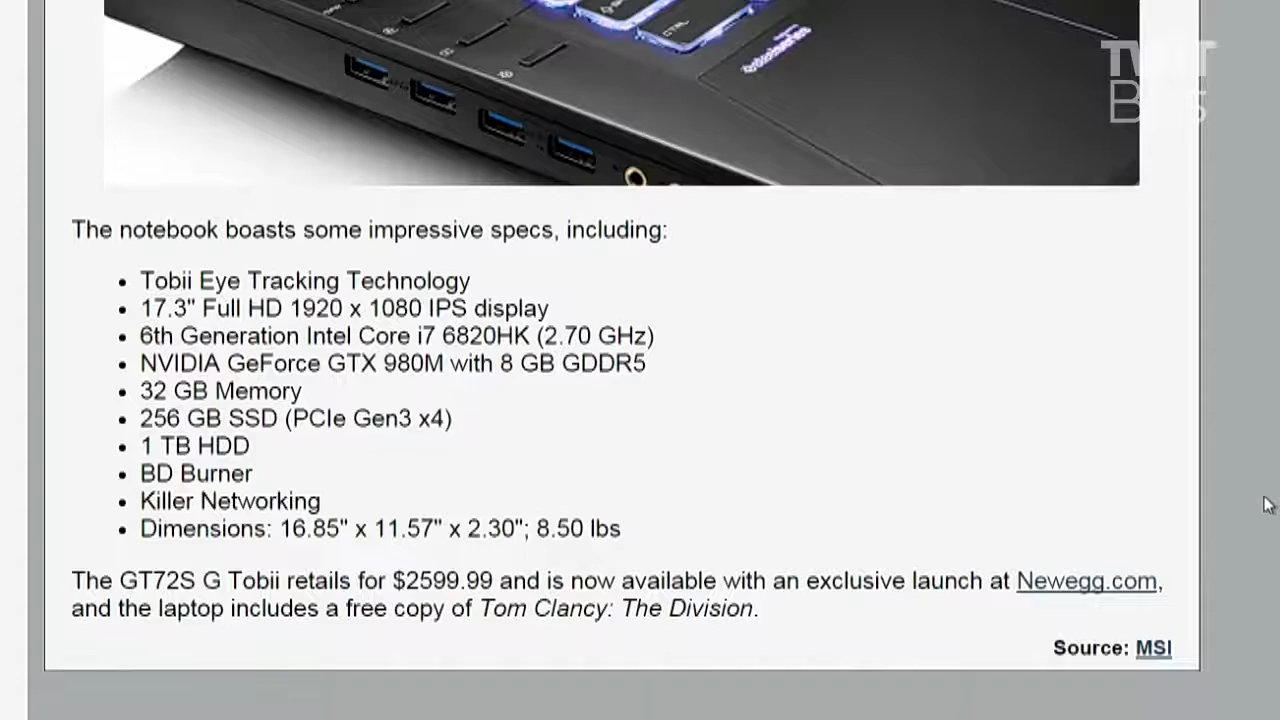 TWiT
CTRL
steelseries
The notebook boasts some impressive specs, including:
Tobii Eye Tracking Technology
17.3" Full HD 1920 x 1080 IPS display
6th Generation Intel Core i7 6820HK (2.70 GHz)
NVIDIA GeForce GTX 980M with 8 GB GDDR5
32 GB Memory
256 GB SSD (PCIe Gen3 x4)
1 TB HDD
BD Burner
Killer Networking
Dimensions: 16.85" x 11.57" x 2.30"; 8.50 lbs
The GT72S G Tobii retails for $2599.99 and is now available with an exclusive launch at Newegg.com,
and the laptop includes a free copy of Tom Clancy: The Division.
Source: MSI